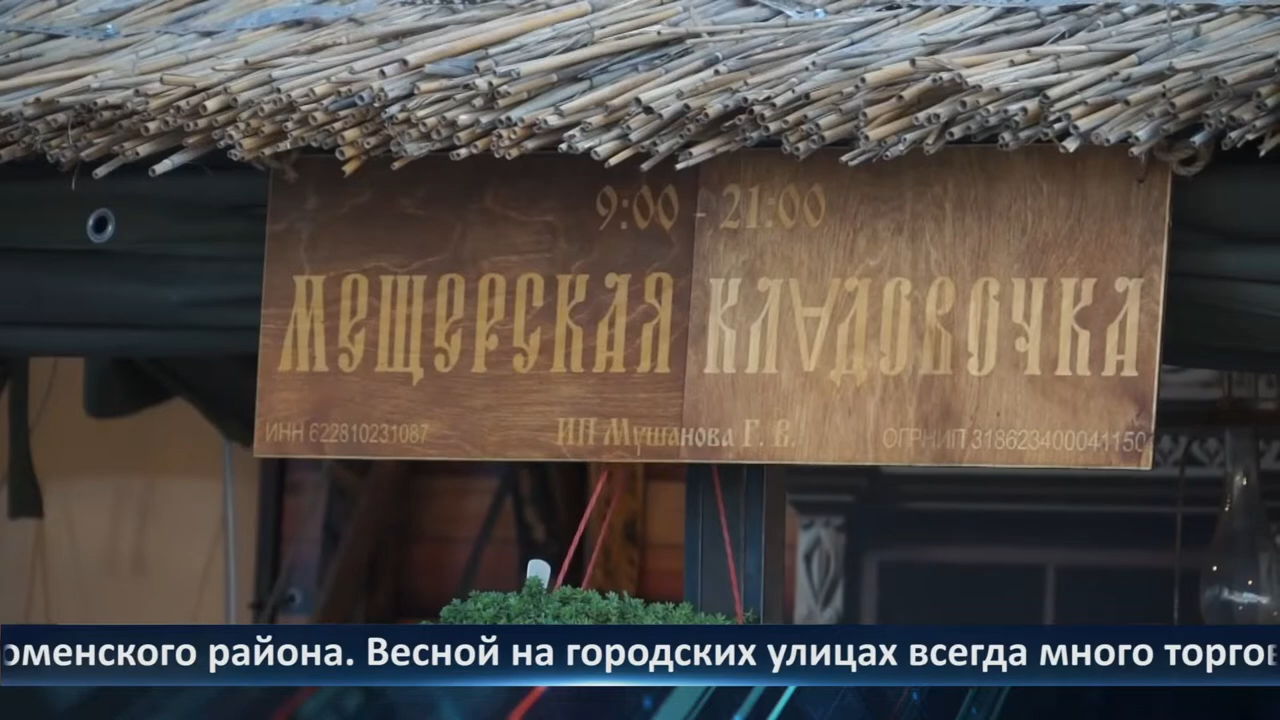 9:00 - 21:00
МЕЩЕРСКАЯ КЛАДОВОЧКА
ИНН 622810231087 ИП Мушанова Г. В. ОГРНИП 318623400041150
оменского района. Весной на городских улицах всегда много торгов